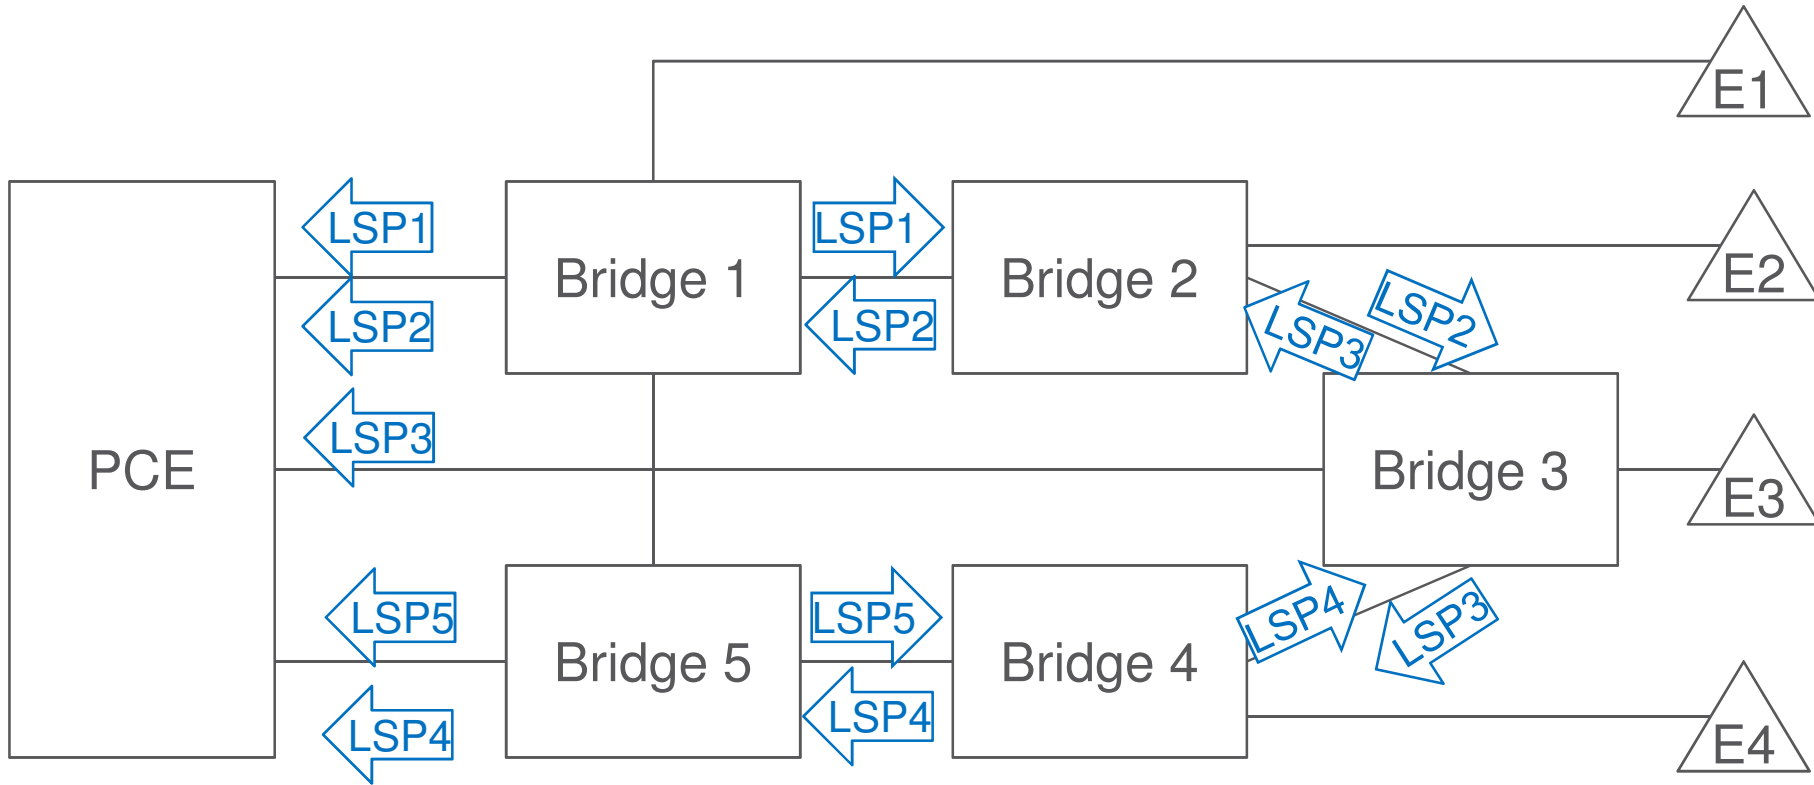 E1
LSP1
LSP1
Bridge 1
Bridge 2
E2
LSP2
LSP2
LSP3
LSP2
LSP3
PCE
Bridge 3
E3
LSP5
LSP5
LSP4
LSP3
Bridge 5
Bridge 4
LSP4
LSP4
E4